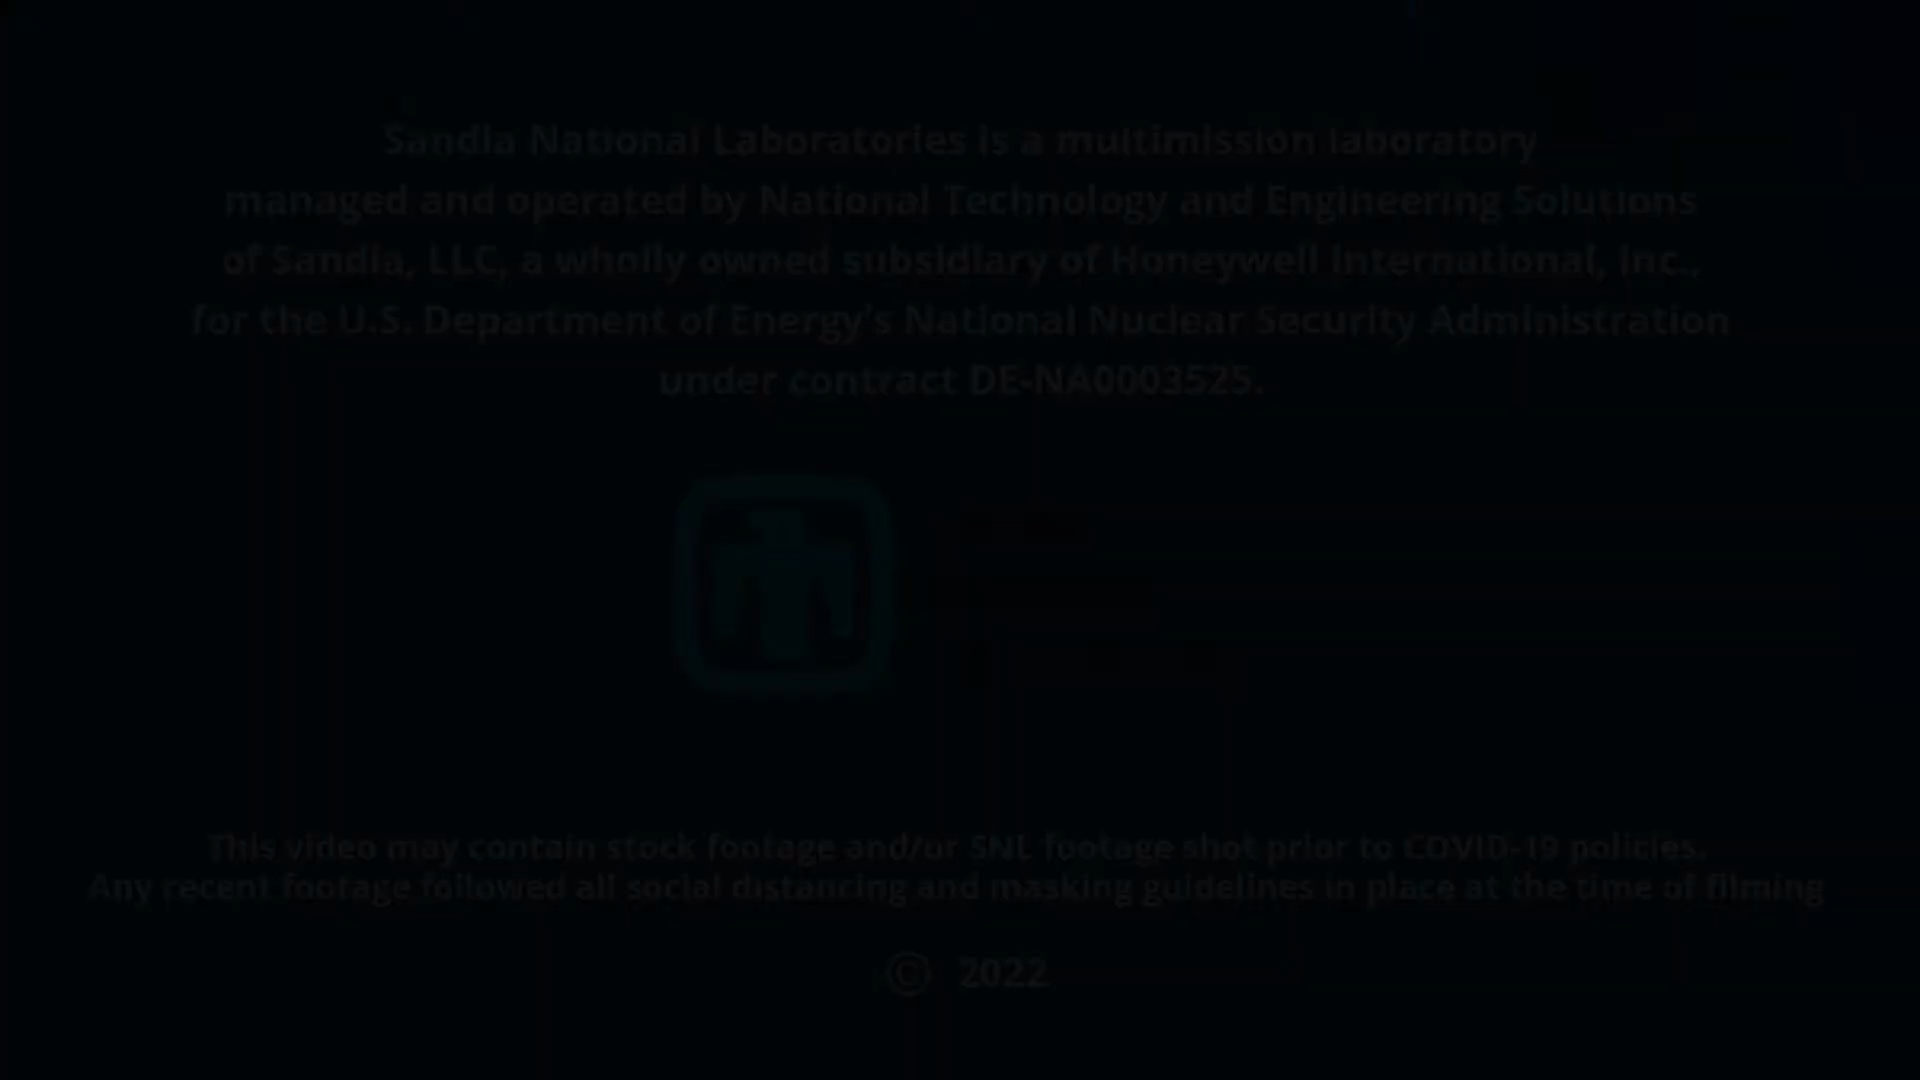 Sandia National Laboratories is a multimission laboratory
managed and operated by National Technology and Engineering Solutions
of Sandia, LLC, a wholly owned subsidiary of Honeywell International, Inc.,
for the U.S. Department of Energy's National Nuclear Security Administration
under contract DE-NA0003525.
This video may contain stock footage and/or SNL footage shot prior to COVID-19 policies.
Any recent footage followed all social distancing and masking guidelines in place at the time of filming
© 2022